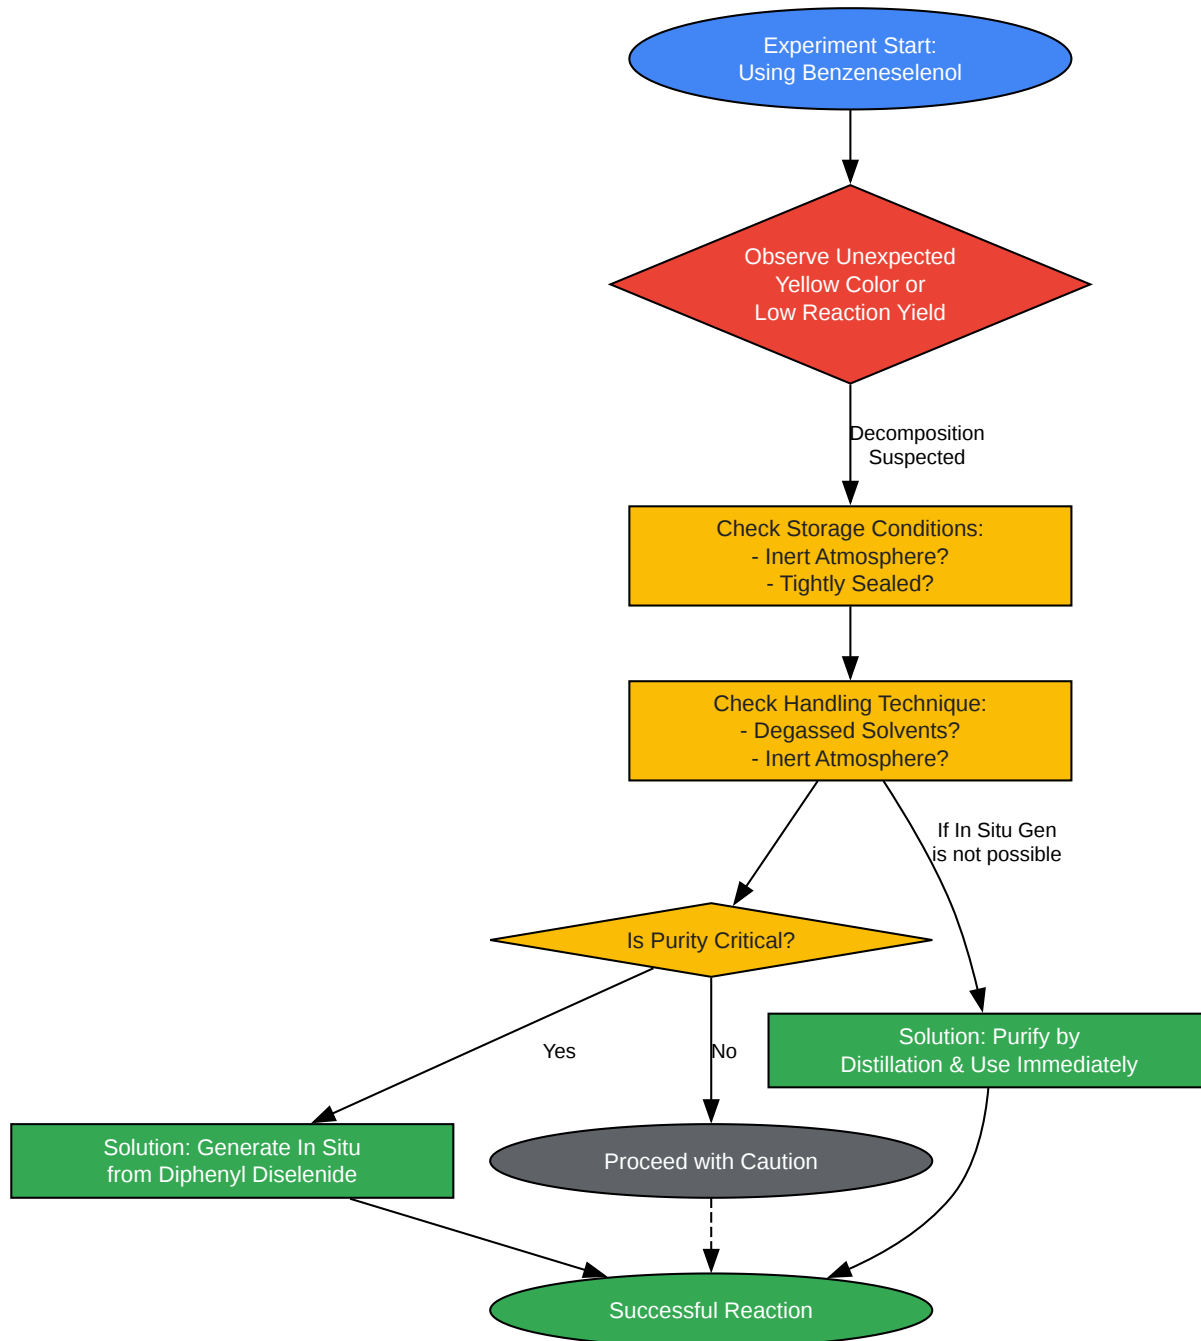 Experiment Start:
Using Benzeneselenol
Observe Unexpected
Yellow Color or
Low Reaction Yield
Decomposition
Suspected
Check Storage Conditions:
- Inert Atmosphere?
- Tightly Sealed?
Check Handling Technique:
- Degassed Solvents?
- Inert Atmosphere?
If In Situ Gen
is not possible
Is Purity Critical?
Yes
No
Solution: Purify by
Distillation & Use Immediately
Solution: Generate In Situ
from Diphenyl Diselenide
Proceed with Caution
Successful Reaction